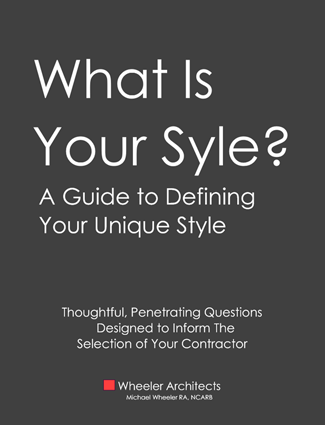 What Is
Your Syle?
A Guide to Defining
Your Unique Style
Thoughtful, Penetrating Questions
Designed to Inform The
Selection of Your Contractor
Wheeler Architects
Michael Wheeler RA, NCARB